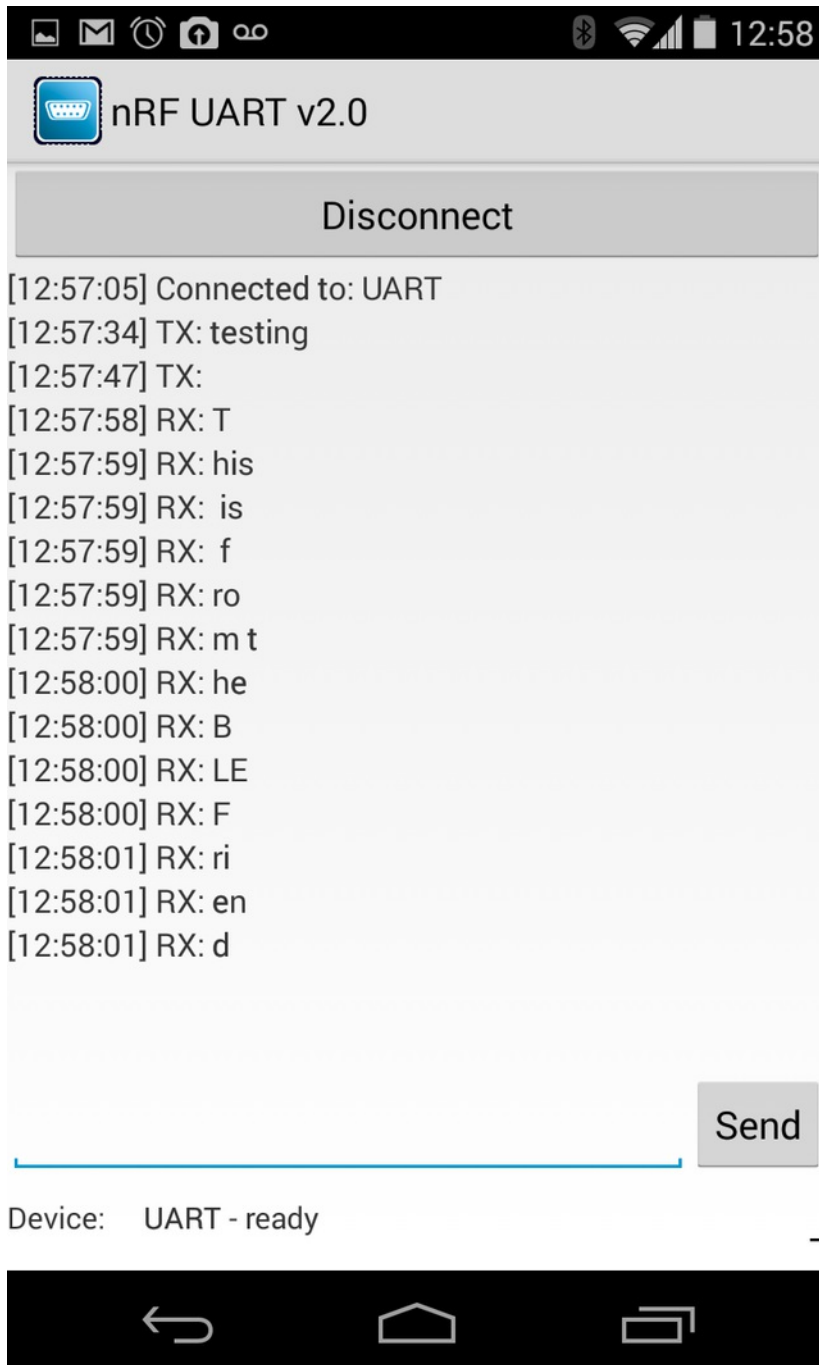 12:58
nRF UART v2.0
Disconnect
[12:57:05] Connected to: UART
[12:57:34] TX: testing
[12:57:47] TX:
[12:57:58] RX: T
[12:57:59] RX: his
[12:57:59] RX:  is
[12:57:59] RX:  f
[12:57:59] RX: ro
[12:57:59] RX: m t
[12:58:00] RX: he
[12:58:00] RX: B
[12:58:00] RX: LE
[12:58:00] RX: F
[12:58:01] RX: ri
[12:58:01] RX: en
[12:58:01] RX: d
Send
Device: UART - ready